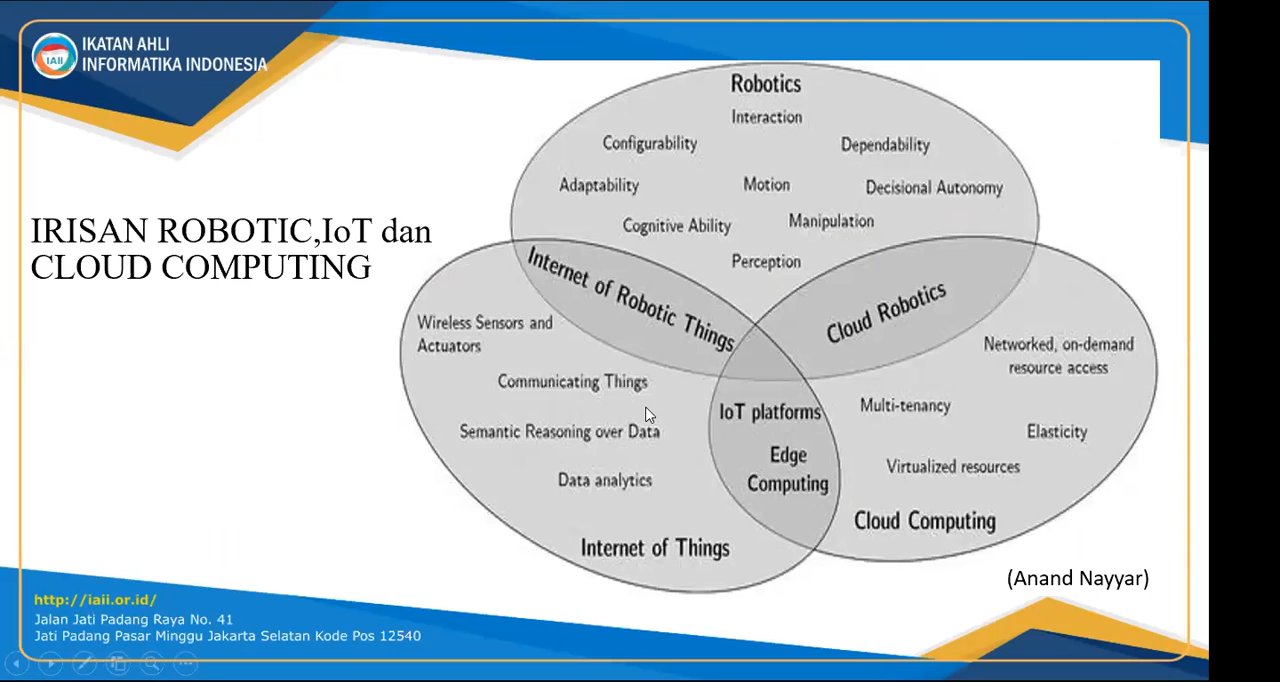 IKATAN AHLI
INFORMATIKA INDONESIA
IAII
IRISAN ROBOTIC,IoT dan
CLOUD COMPUTING
Robotics
Interaction
Configurability
Dependability
Adaptability
Motion
Decisional Autonomy
Cognitive Ability
Manipulation
Perception
Internet of Robotic Things
Cloud Robotics
Wireless Sensors and
Actuators
Communicating Things
Semantic Reasoning over Data
Data analytics
Internet of Things
IoT platforms
Edge
Computing
Networked, on-demand
resource access
Multi-tenancy
Elasticity
Virtualized resources
Cloud Computing
(Anand Nayyar)
http://iaii.or.id/
Jalan Jati Padang Raya No. 41
Jati Padang Pasar Minggu Jakarta Selatan Kode Pos 12540